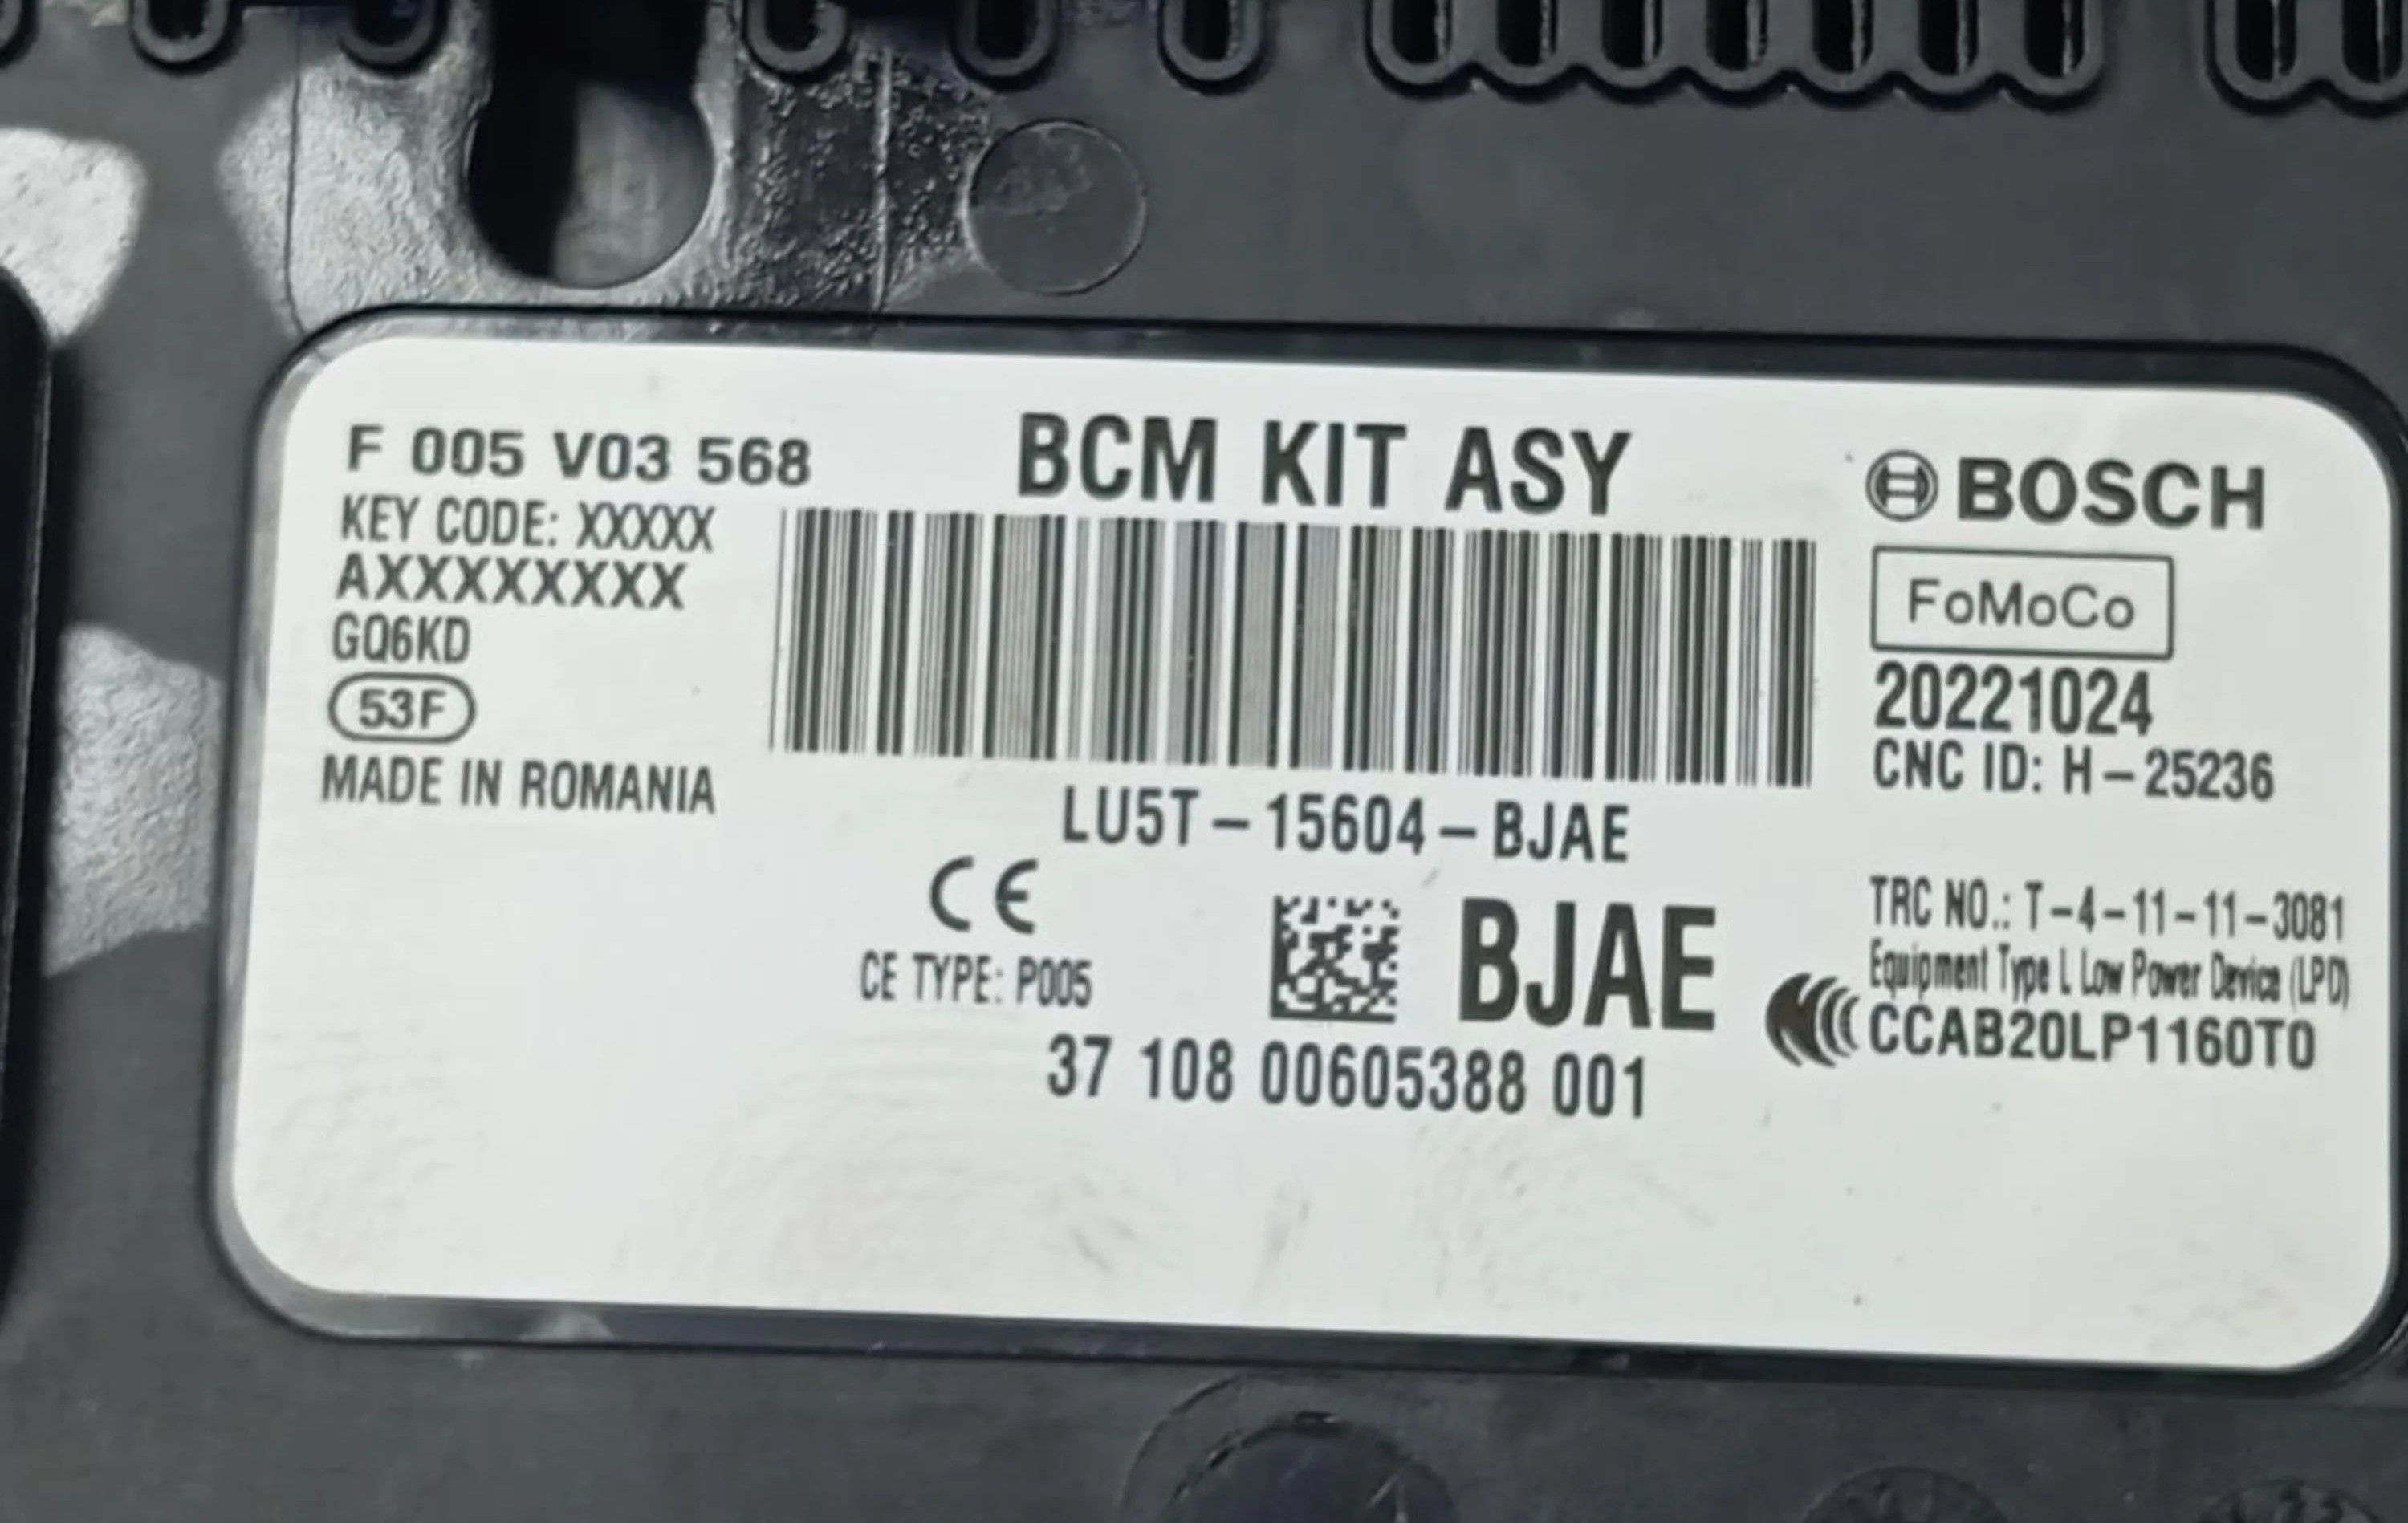 F 005 V03 568
KEY CODE: XXXXX
AXXXXXXXX
GQ6KD
53F
MADE IN ROMANIA
BCM KIT ASY
LU5T-15604-BJAE
CE
CE TYPE: P005
BJAE
37 108 00605388 001
BOSCH
FoMoCo
20221024
CNC ID: H-25236
TRC NO.: T-4-11-11-3081
Equipment Type L Low Power Device (LPD)
CCAB20LP1160T0